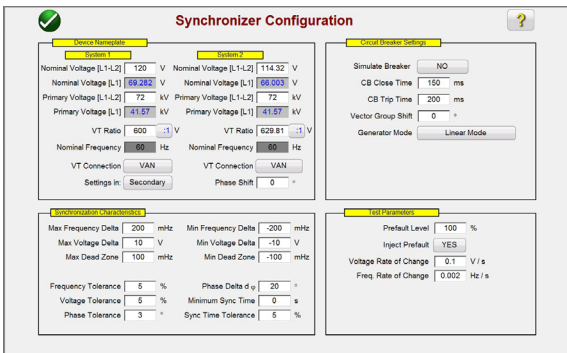 Synchronizer Configuration
?
Device Nameplate
System 1
System 2
Nominal Voltage [L1-L2] 120 V Nominal Voltage [L1-L2] 114.32 V
Nominal Voltage [L1] 69.282 V Nominal Voltage [L1] 66.003 V
Primary Voltage [L1-L2] 72 kV Primary Voltage [L1-L2] 72 kV
Primary Voltage [L1] 41.57 kV Primary Voltage [L1] 41.57 kV
VT Ratio 600 :1 V VT Ratio 629.81 :1 V
Nominal Frequency 60 Hz Nominal Frequency 60 Hz
VT Connection VAN VT Connection VAN
Settings in: Secondary Phase Shift 0 °
Circuit Breaker Settings
Simulate Breaker NO
CB Close Time 150 ms
CB Trip Time 200 ms
Vector Group Shift 0 °
Generator Mode Linear Mode
Synchronization Characteristics
Max Frequency Delta 200 mHz Min Frequency Delta -200 mHz
Max Voltage Delta 10 V Min Voltage Delta -10 V
Max Dead Zone 100 mHz Min Dead Zone -100 mHz
Frequency Tolerance 5 % Phase Delta d φ 20 °
Voltage Tolerance 5 % Minimum Sync Time 0 s
Phase Tolerance 3 ° Sync Time Tolerance 5 %
Test Parameters
Prefault Level 100 %
Inject Prefault YES
Voltage Rate of Change 0.1 V / s
Freq. Rate of Change 0.002 Hz / s